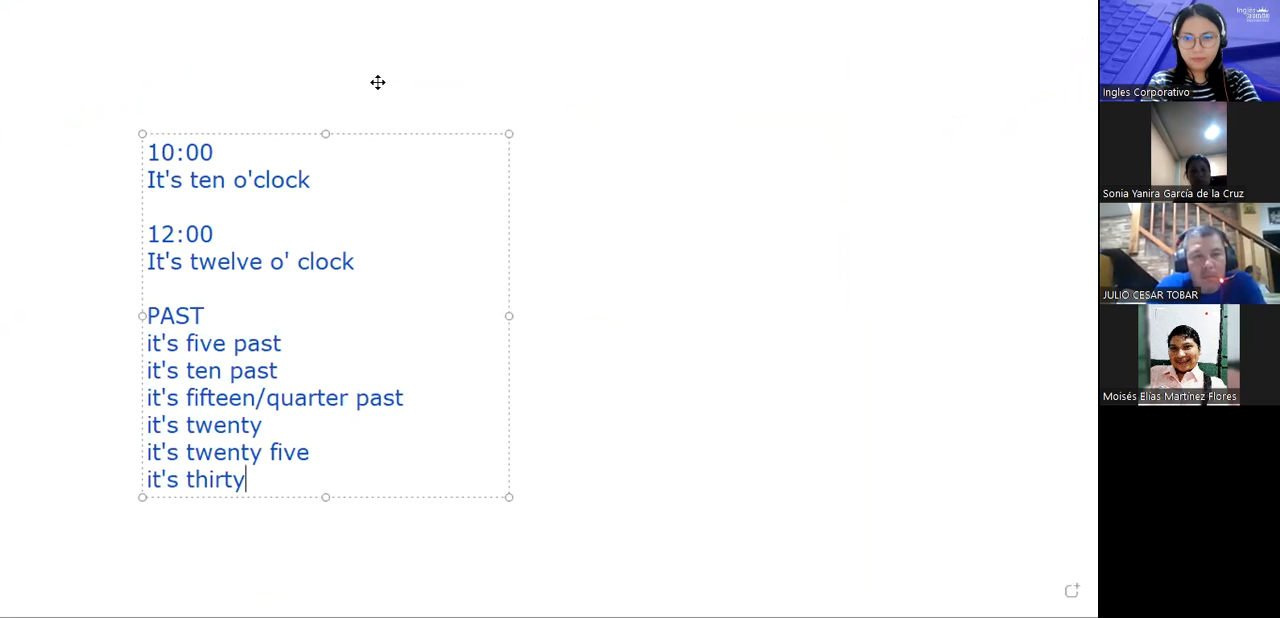 10:00
It's ten o'clock
12:00
It's twelve o' clock
PAST
it's five past
it's ten past
it's fifteen/quarter past
it's twenty
it's twenty five
it's thirty
Ingles
Ingles Corporativo
Sonia Yanira García de la Cruz
JULIO CESAR TOBAR
Moisés Elías Martínez Flores